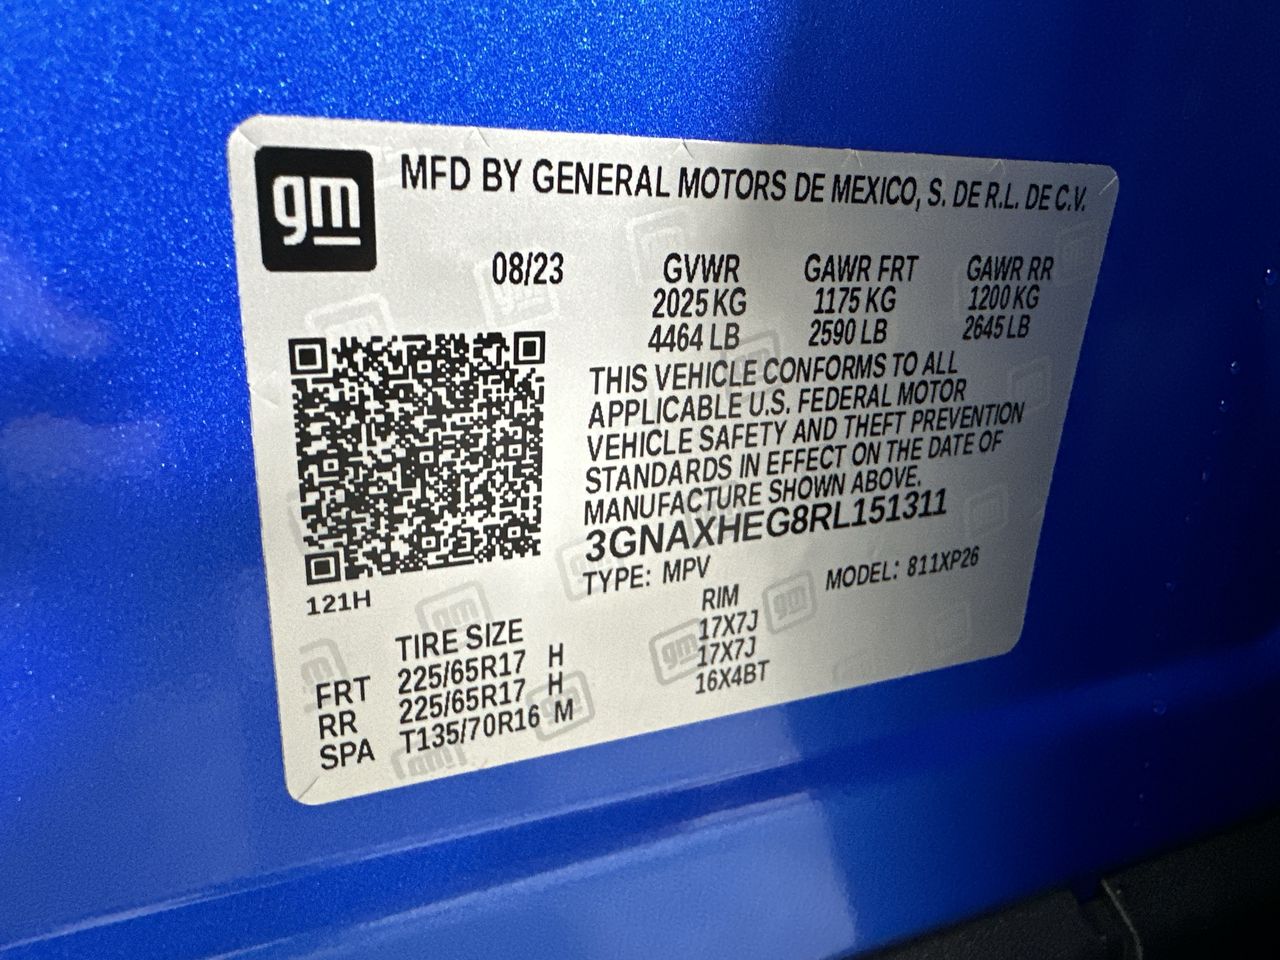 gm
MFD BY GENERAL MOTORS DE MEXICO, S. DE R.L. DE C.V.
08/23 GVWR GAWR FRT GAWR RR
2025 KG 1175 KG 1200 KG
4464 LB 2590 LB 2645 LB
THIS VEHICLE CONFORMS TO ALL
APPLICABLE U.S. FEDERAL MOTOR
VEHICLE SAFETY AND THEFT PREVENTION
STANDARDS IN EFFECT ON THE DATE OF
MANUFACTURE SHOWN ABOVE.
3GNAXHEG8RL151311
TYPE: MPV MODEL: 811XP26
121H
TIRE SIZE RIM
FRT 225/65R17 H 17X7J
RR 225/65R17 H 17X7J
SPA T135/70R16 M 16X4BT